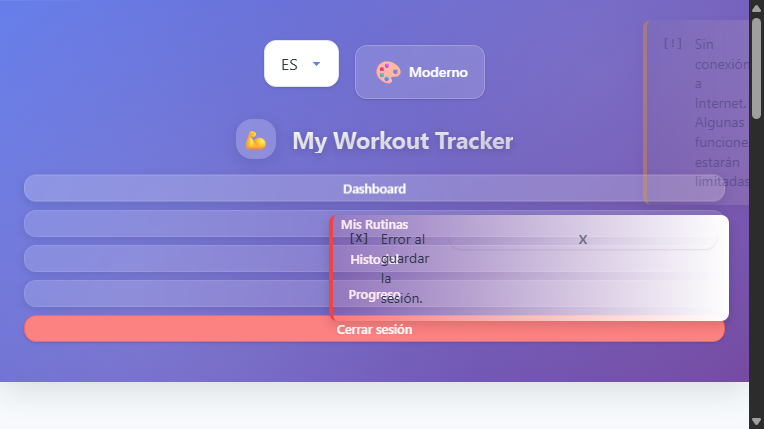 ES
Moderno
[!]
Sin
conexión
a
Internet.
Algunas
funcione
estarán
limitadas
My Workout Tracker
Dashboard
Mis Rutinas
[X]
Error al
guardar
la
sesión.
X
Historial
Progreso
Cerrar sesión